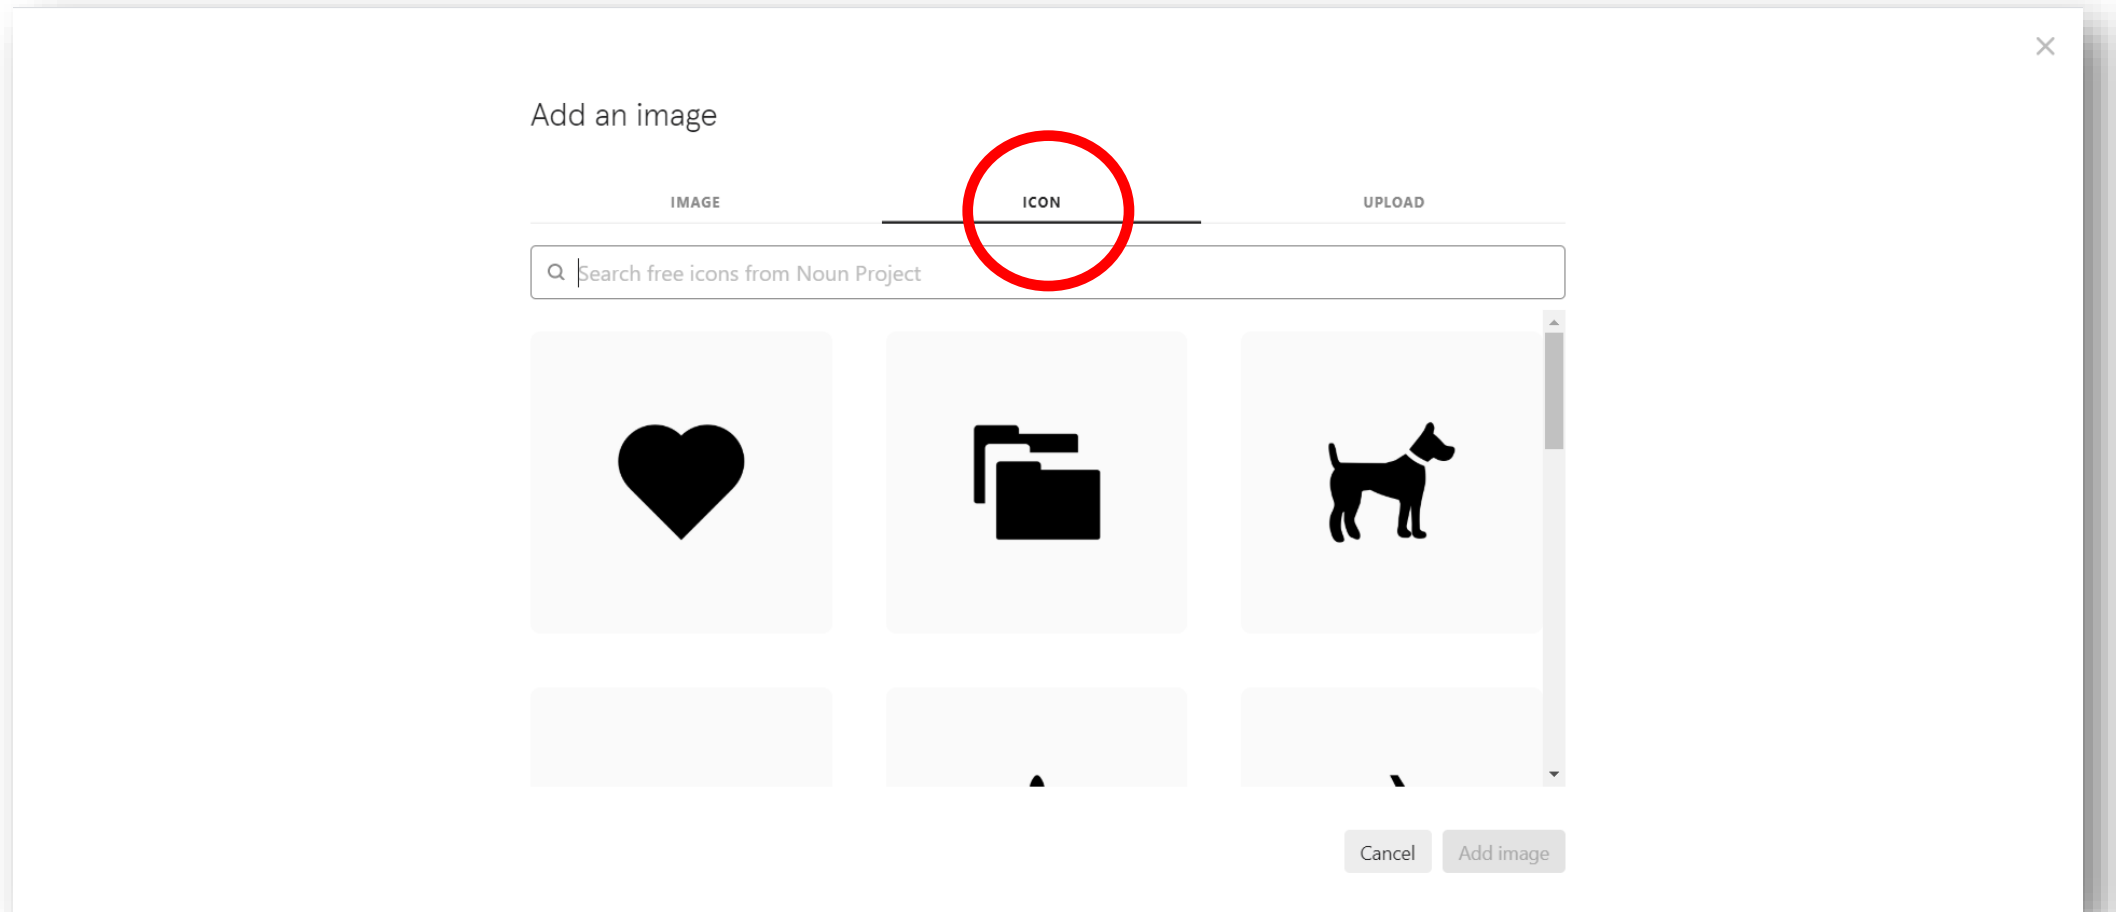 Add an image
IMAGE
ICON
UPLOAD
Search free icons from Noun Project
Cancel
Add image